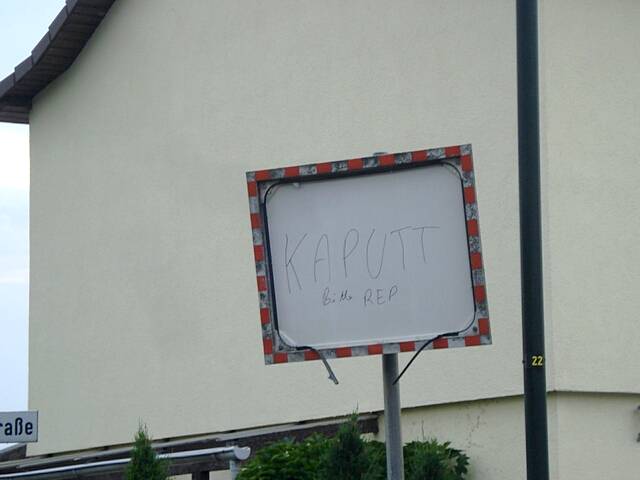 KAPUTT
Bitte REP
22
raße